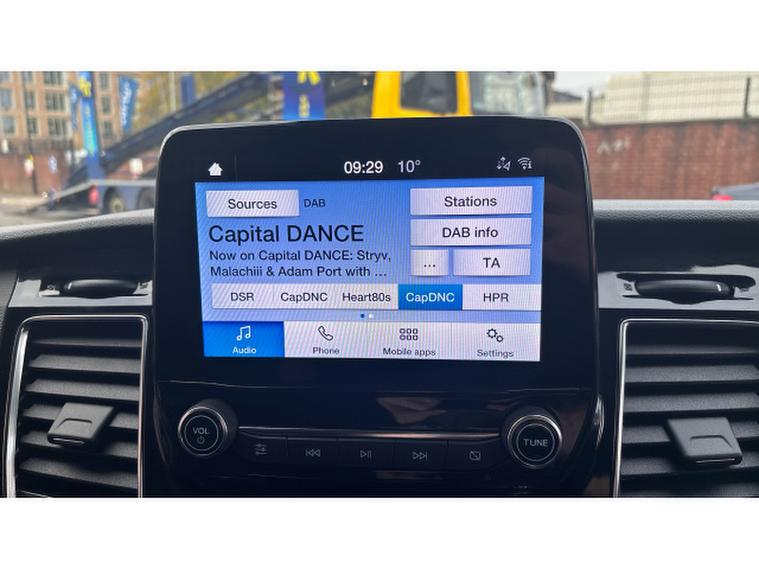 09:29 10°
Sources DAB Stations
Capital DANCE
DAB info
Now on Capital DANCE: Stryv,
Malachiii & Adam Port with ...
... TA
DSR CapDNC Heart80s CapDNC HPR
Audio Phone Mobile apps Settings
VOL
TUNE